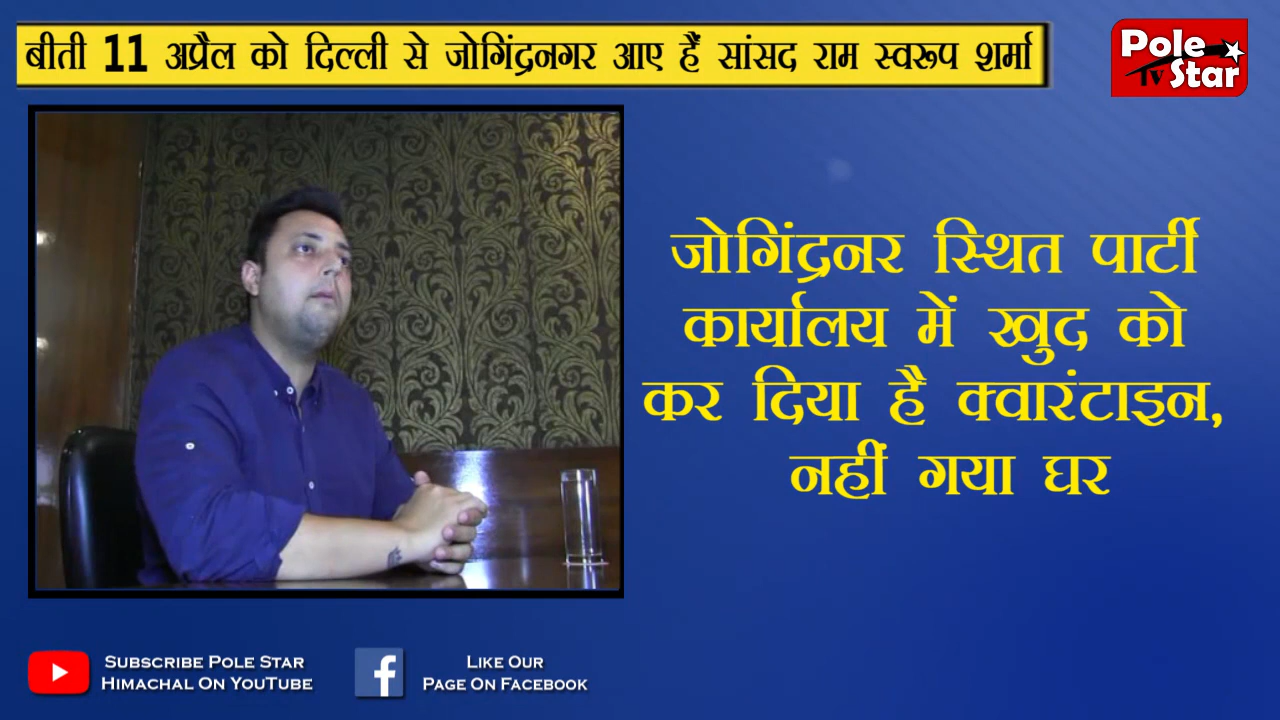 बीती 11 अप्रैल को दिल्ली से जोगिंद्रनगर आए हैं सांसद राम स्वरूप शर्मा
Pole
TV Star
जोगिंद्रनर स्थित पार्टी
कार्यालय में खुद को
कर दिया है क्वारंटाइन,
नहीं गया घर
SUBSCRIBE POLE STAR
HIMACHAL ON YOUTUBE
LIKE OUR
PAGE ON FACEBOOK